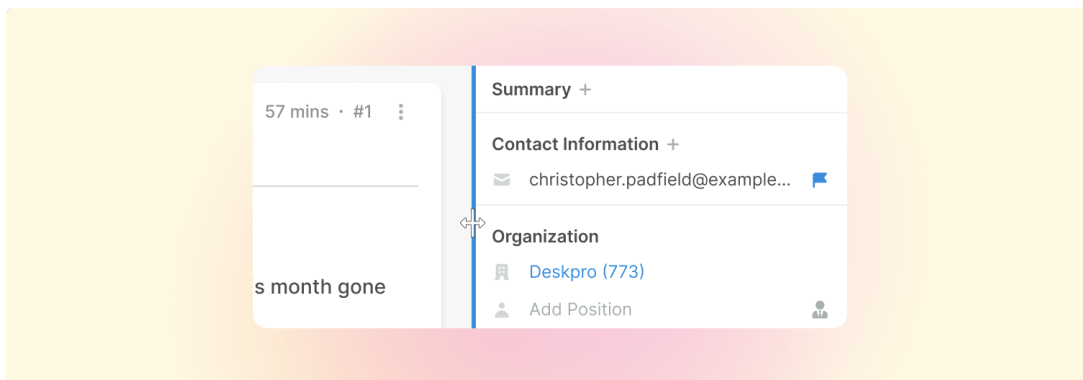 57 mins · #1
's month gone
Summary +
Contact Information +
christopher.padfield@example...
Organization
Deskpro (773)
Add Position